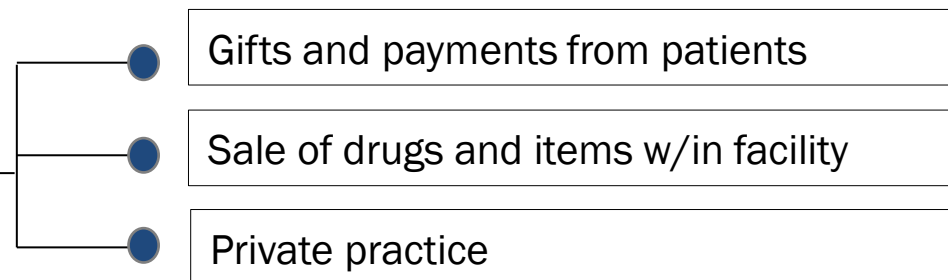 Gifts and payments from patients
Sale of drugs and items w/in facility
Private practice